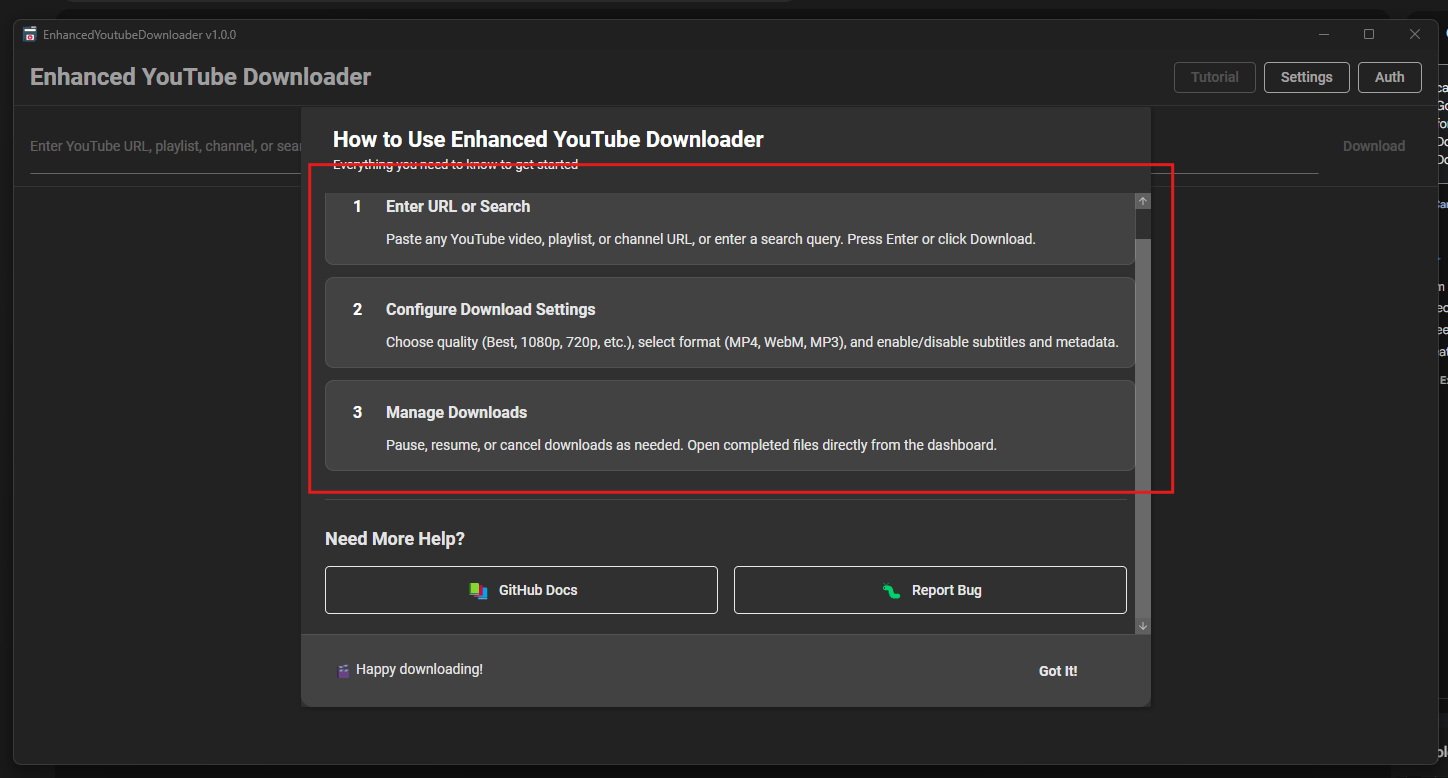 EnhancedYoutubeDownloader v1.0.0
Enhanced YouTube Downloader
Tutorial
Settings
Auth
Enter YouTube URL, playlist, channel, or sear
Download
How to Use Enhanced YouTube Downloader
Everything you need to know to get started
1 Enter URL or Search
Paste any YouTube video, playlist, or channel URL, or enter a search query. Press Enter or click Download.
2 Configure Download Settings
Choose quality (Best, 1080p, 720p, etc.), select format (MP4, WebM, MP3), and enable/disable subtitles and metadata.
3 Manage Downloads
Pause, resume, or cancel downloads as needed. Open completed files directly from the dashboard.
Need More Help?
GitHub Docs
Report Bug
Happy downloading!
Got It!